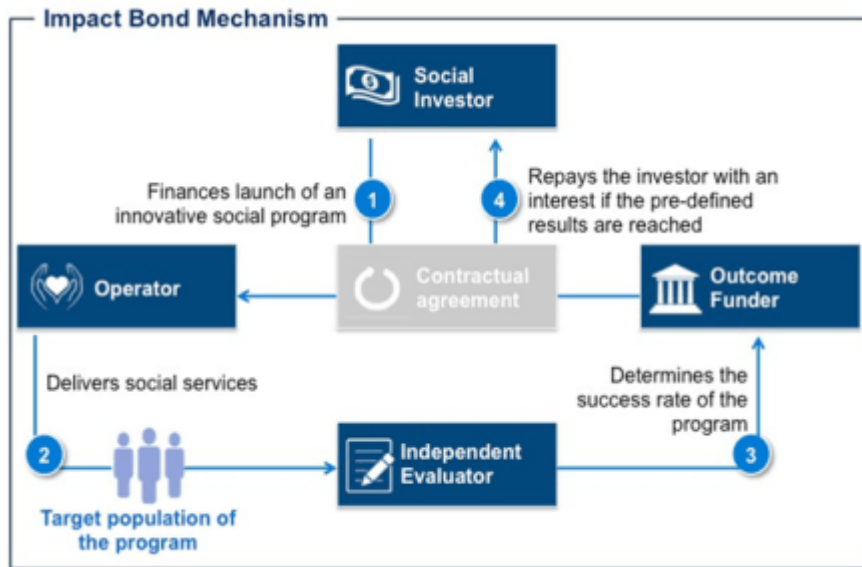 Impact Bond Mechanism
Social
Investor
Finances launch of an
innovative social program
1
4
Repays the investor with an
interest if the pre-defined
results are reached
Operator
Contractual
agreement
Outcome
Funder
Delivers social services
Determines the
success rate of the
program
2
Independent
Evaluator
3
Target population of
the program